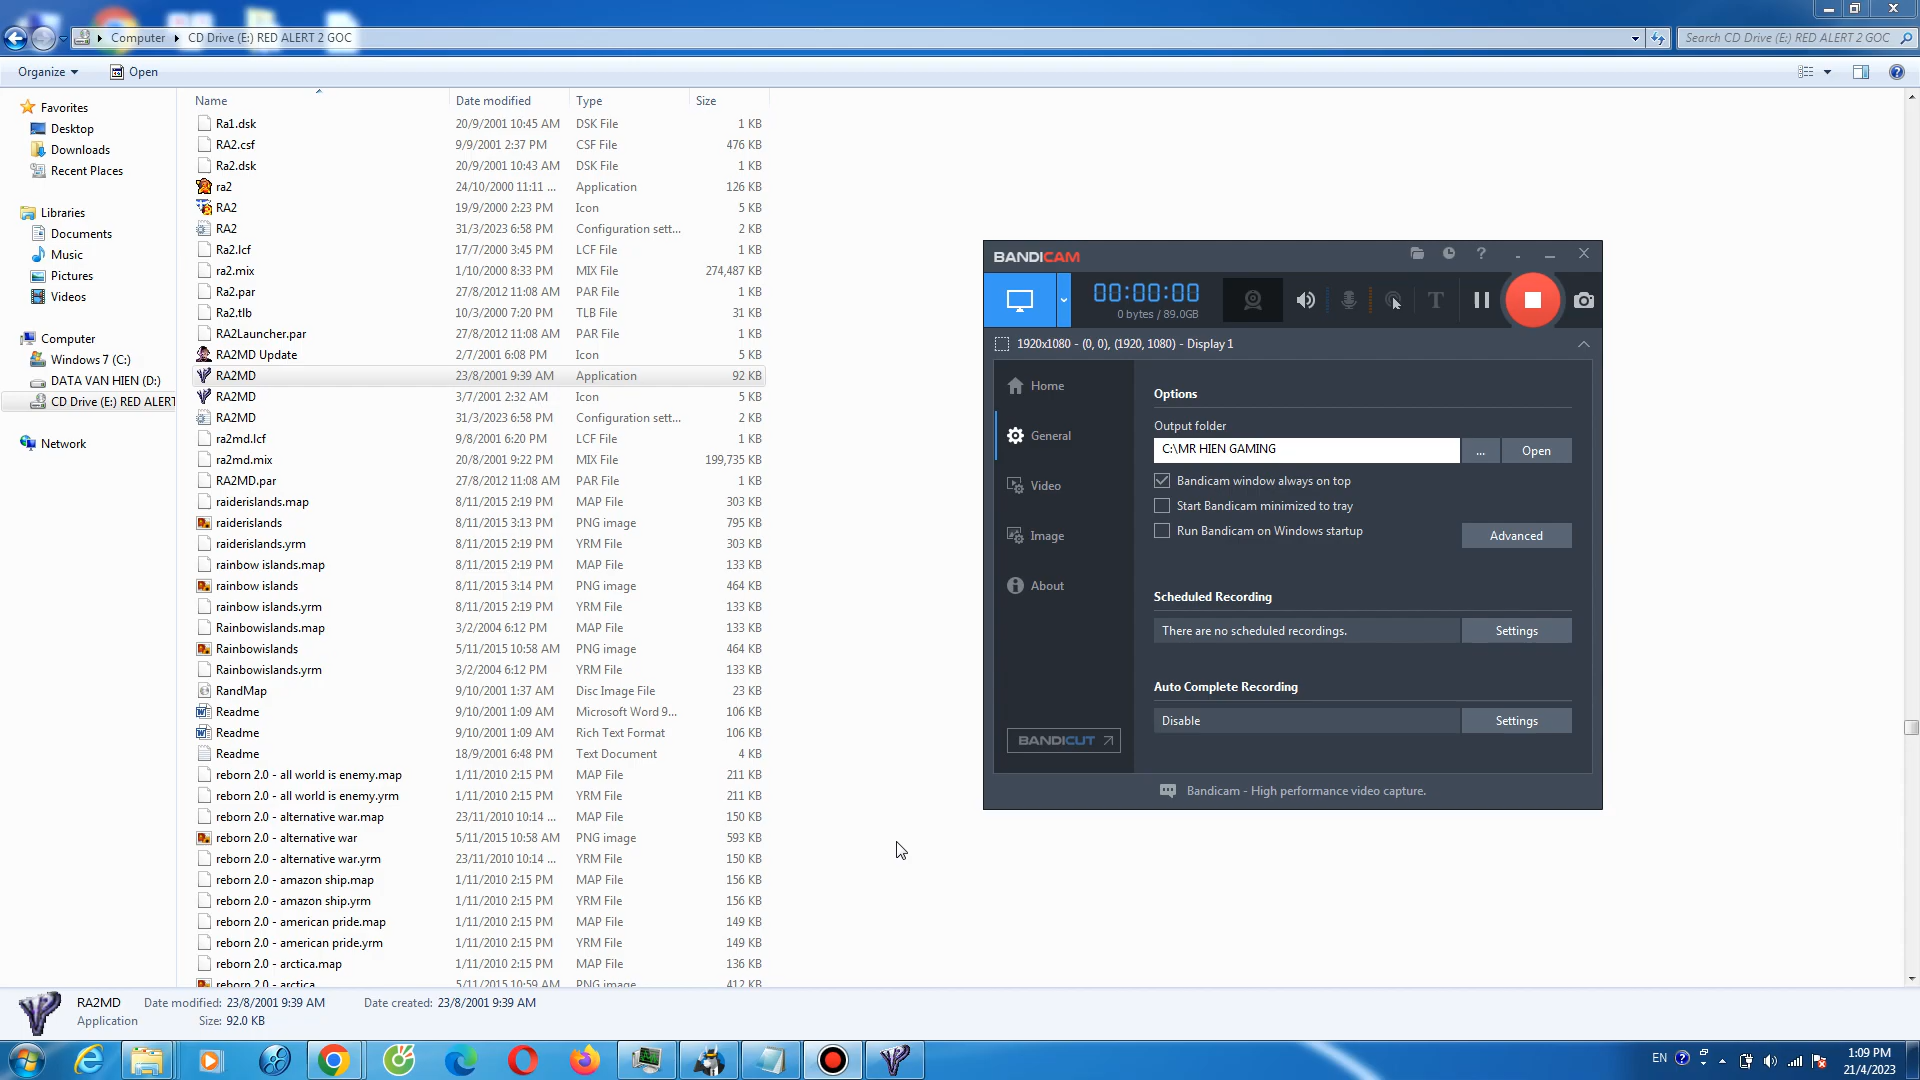 Computer ▸ CD Drive (E:) RED ALERT 2 GOC
Search CD Drive (E:) RED ALERT 2 GOC
Organize Open
Name Date modified Type Size
Favorites
Desktop
Downloads
Recent Places
Libraries
Documents
Music
Pictures
Videos
Computer
Windows 7 (C:)
DATA VAN HIEN (D:)
CD Drive (E:) RED ALERT
Network
Ra1.dsk 20/9/2001 10:45 AM DSK File 1 KB
RA2.csf 9/9/2001 2:37 PM CSF File 476 KB
Ra2.dsk 20/9/2001 10:43 AM DSK File 1 KB
ra2 24/10/2000 11:11 ... Application 126 KB
RA2 19/9/2000 2:23 PM Icon 5 KB
RA2 31/3/2023 6:58 PM Configuration sett... 2 KB
Ra2.lcf 17/7/2000 3:45 PM LCF File 1 KB
ra2.mix 1/10/2000 8:33 PM MIX File 274,487 KB
Ra2.par 27/8/2012 11:08 AM PAR File 1 KB
Ra2.tlb 10/3/2000 7:20 PM TLB File 31 KB
RA2Launcher.par 27/8/2012 11:08 AM PAR File 1 KB
RA2MD Update 2/7/2001 6:08 PM Icon 5 KB
RA2MD 23/8/2001 9:39 AM Application 92 KB
RA2MD 3/7/2001 2:32 AM Icon 5 KB
RA2MD 31/3/2023 6:58 PM Configuration sett... 2 KB
ra2md.lcf 9/8/2001 6:20 PM LCF File 1 KB
ra2md.mix 20/8/2001 9:22 PM MIX File 199,735 KB
RA2MD.par 27/8/2012 11:08 AM PAR File 1 KB
raiderislands.map 8/11/2015 2:19 PM MAP File 303 KB
raiderislands 8/11/2015 3:13 PM PNG image 795 KB
raiderislands.yrm 8/11/2015 2:19 PM YRM File 303 KB
rainbow islands.map 8/11/2015 2:19 PM MAP File 133 KB
rainbow islands 8/11/2015 3:14 PM PNG image 464 KB
rainbow islands.yrm 8/11/2015 2:19 PM YRM File 133 KB
Rainbowislands.map 3/2/2004 6:12 PM MAP File 133 KB
Rainbowislands 5/11/2015 10:58 AM PNG image 464 KB
Rainbowislands.yrm 3/2/2004 6:12 PM YRM File 133 KB
RandMap 9/10/2001 1:37 AM Disc Image File 23 KB
Readme 9/10/2001 1:09 AM Microsoft Word 9... 106 KB
Readme 9/10/2001 1:09 AM Rich Text Format 106 KB
Readme 18/9/2001 6:48 PM Text Document 4 KB
reborn 2.0 - all world is enemy.map 1/11/2010 2:15 PM MAP File 211 KB
reborn 2.0 - all world is enemy.yrm 1/11/2010 2:15 PM YRM File 211 KB
reborn 2.0 - alternative war.map 23/11/2010 10:14 ... MAP File 150 KB
reborn 2.0 - alternative war 5/11/2015 10:58 AM PNG image 593 KB
reborn 2.0 - alternative war.yrm 23/11/2010 10:14 ... YRM File 150 KB
reborn 2.0 - amazon ship.map 1/11/2010 2:15 PM MAP File 156 KB
reborn 2.0 - amazon ship.yrm 1/11/2010 2:15 PM YRM File 156 KB
reborn 2.0 - american pride.map 1/11/2010 2:15 PM MAP File 149 KB
reborn 2.0 - american pride.yrm 1/11/2010 2:15 PM YRM File 149 KB
reborn 2.0 - arctica.map 1/11/2010 2:15 PM MAP File 136 KB
reborn 2.0 - arctica 5/11/2015 10:59 AM PNG image 412 KB
BANDICAM
00:00:00
0 bytes / 89.0GB
1920x1080 - (0, 0), (1920, 1080) - Display 1
Home
General
Video
Image
About
BANDICUT
Options
Output folder
C:\MR HIEN GAMING
... Open
Bandicam window always on top
Start Bandicam minimized to tray
Run Bandicam on Windows startup
Advanced
Scheduled Recording
There are no scheduled recordings. Settings
Auto Complete Recording
Disable Settings
Bandicam - High performance video capture.
RA2MD Date modified: 23/8/2001 9:39 AM Date created: 23/8/2001 9:39 AM
Application Size: 92.0 KB
EN
1:09 PM
21/4/2023